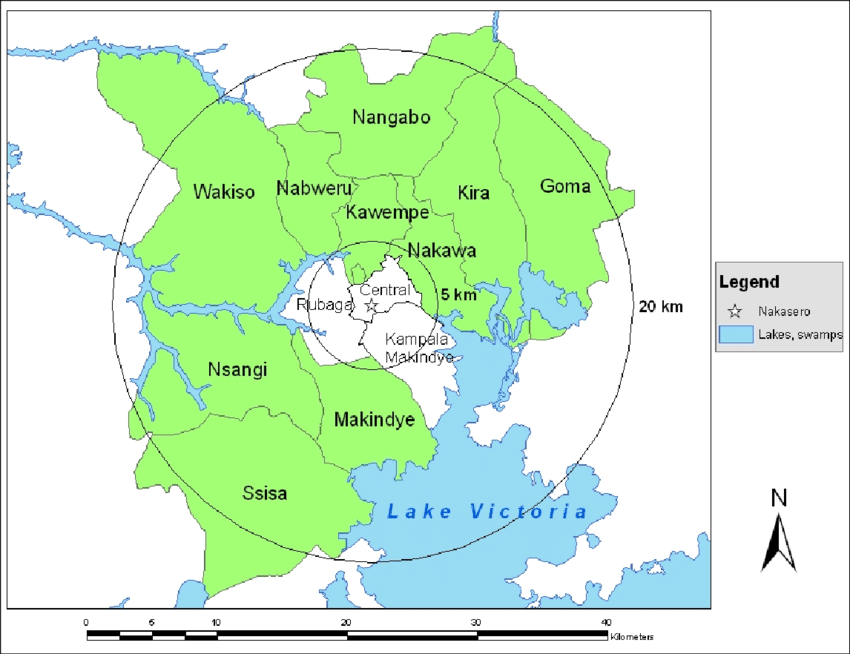 Nangabo
Wakiso
Nabweru
Kira
Goma
Kawempe
Nakawa
Central
5 km
Rubaga
20 km
Kampala
Makindye
Nsangi
Makindye
Ssisa
Lake Victoria
Legend
Nakasero
Lakes, swamps
N
0 5 10 20 30 40
Kilometers